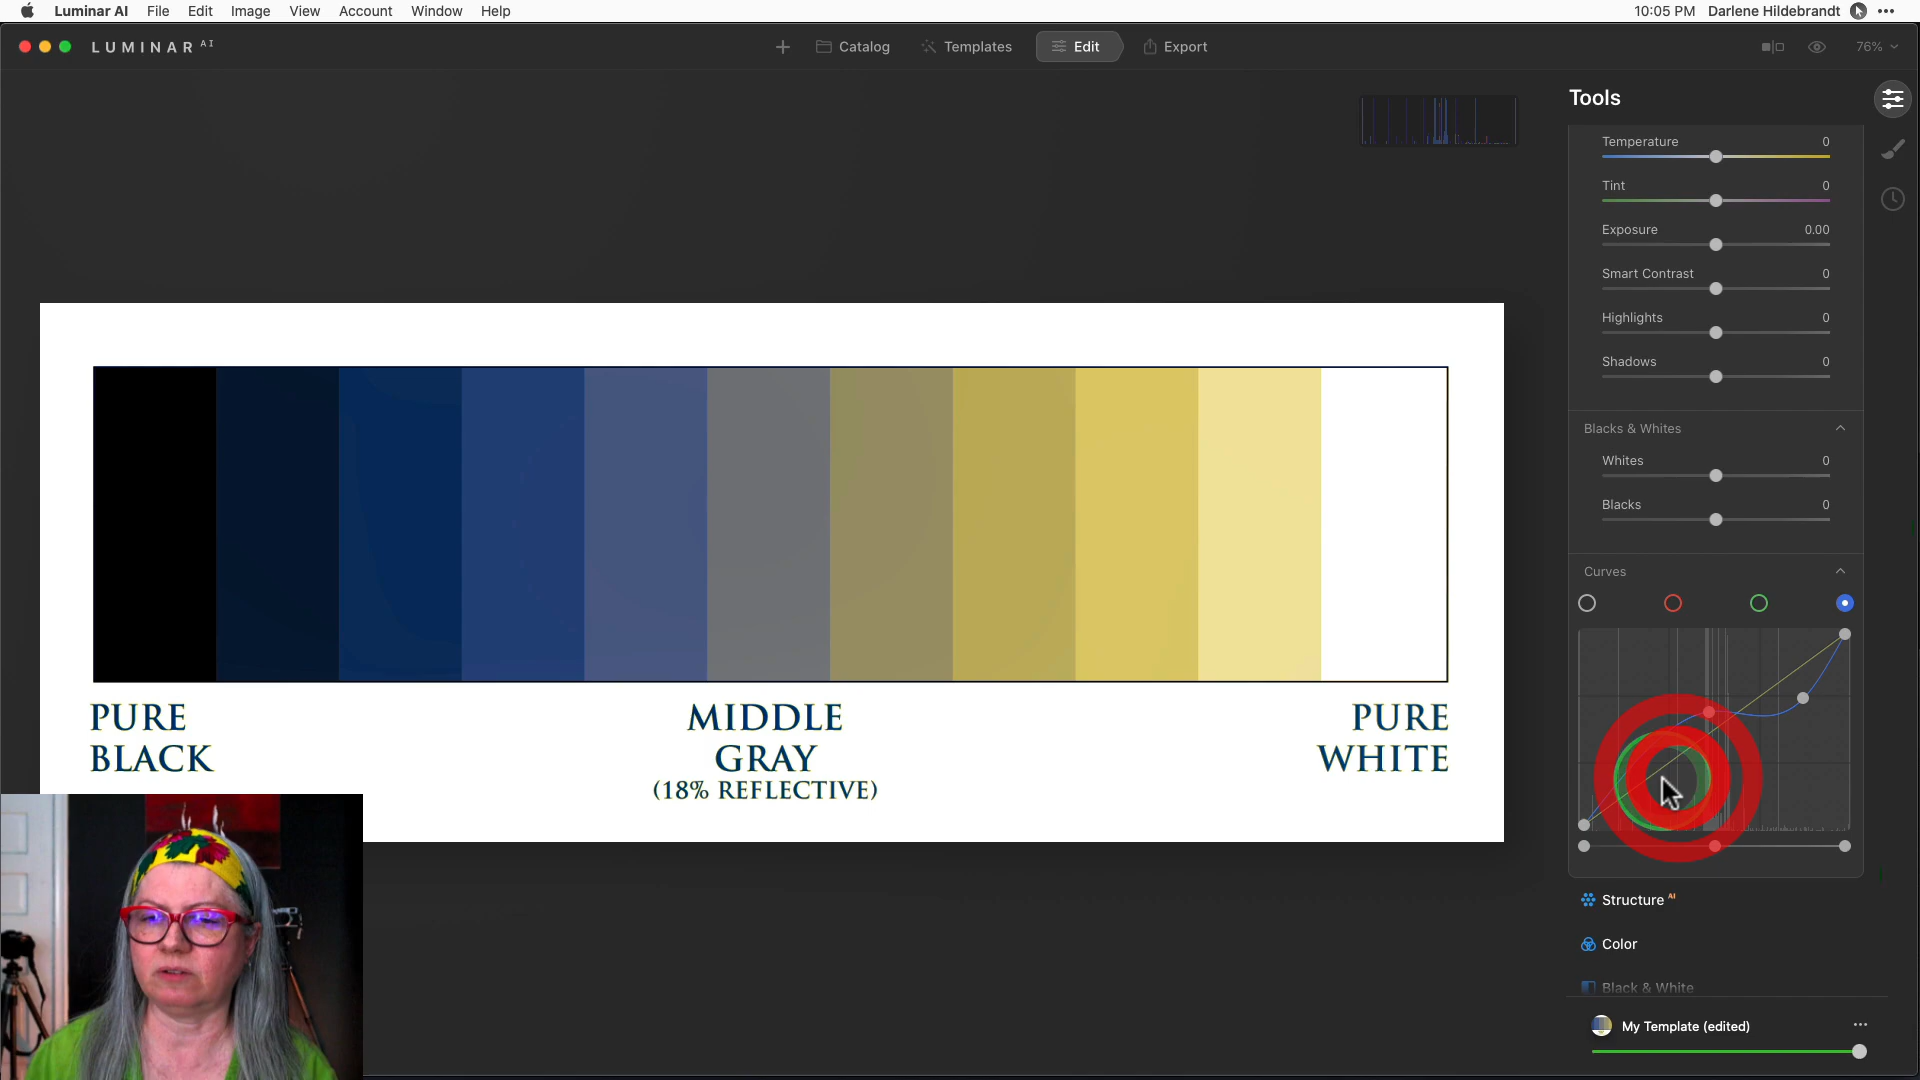 Luminar AI File Edit Image View Account Window Help 10:05 PM Darlene Hildebrandt
LUMINAR AI
Catalog Templates Edit Export 76%
Tools
Temperature 0
Tint 0
Exposure 0.00
Smart Contrast 0
Highlights 0
Shadows 0
Blacks & Whites
Whites 0
Blacks 0
Curves
PURE BLACK
MIDDLE GRAY
(18% REFLECTIVE)
PURE WHITE
Structure AI
Color
Black & White
My Template (edited)